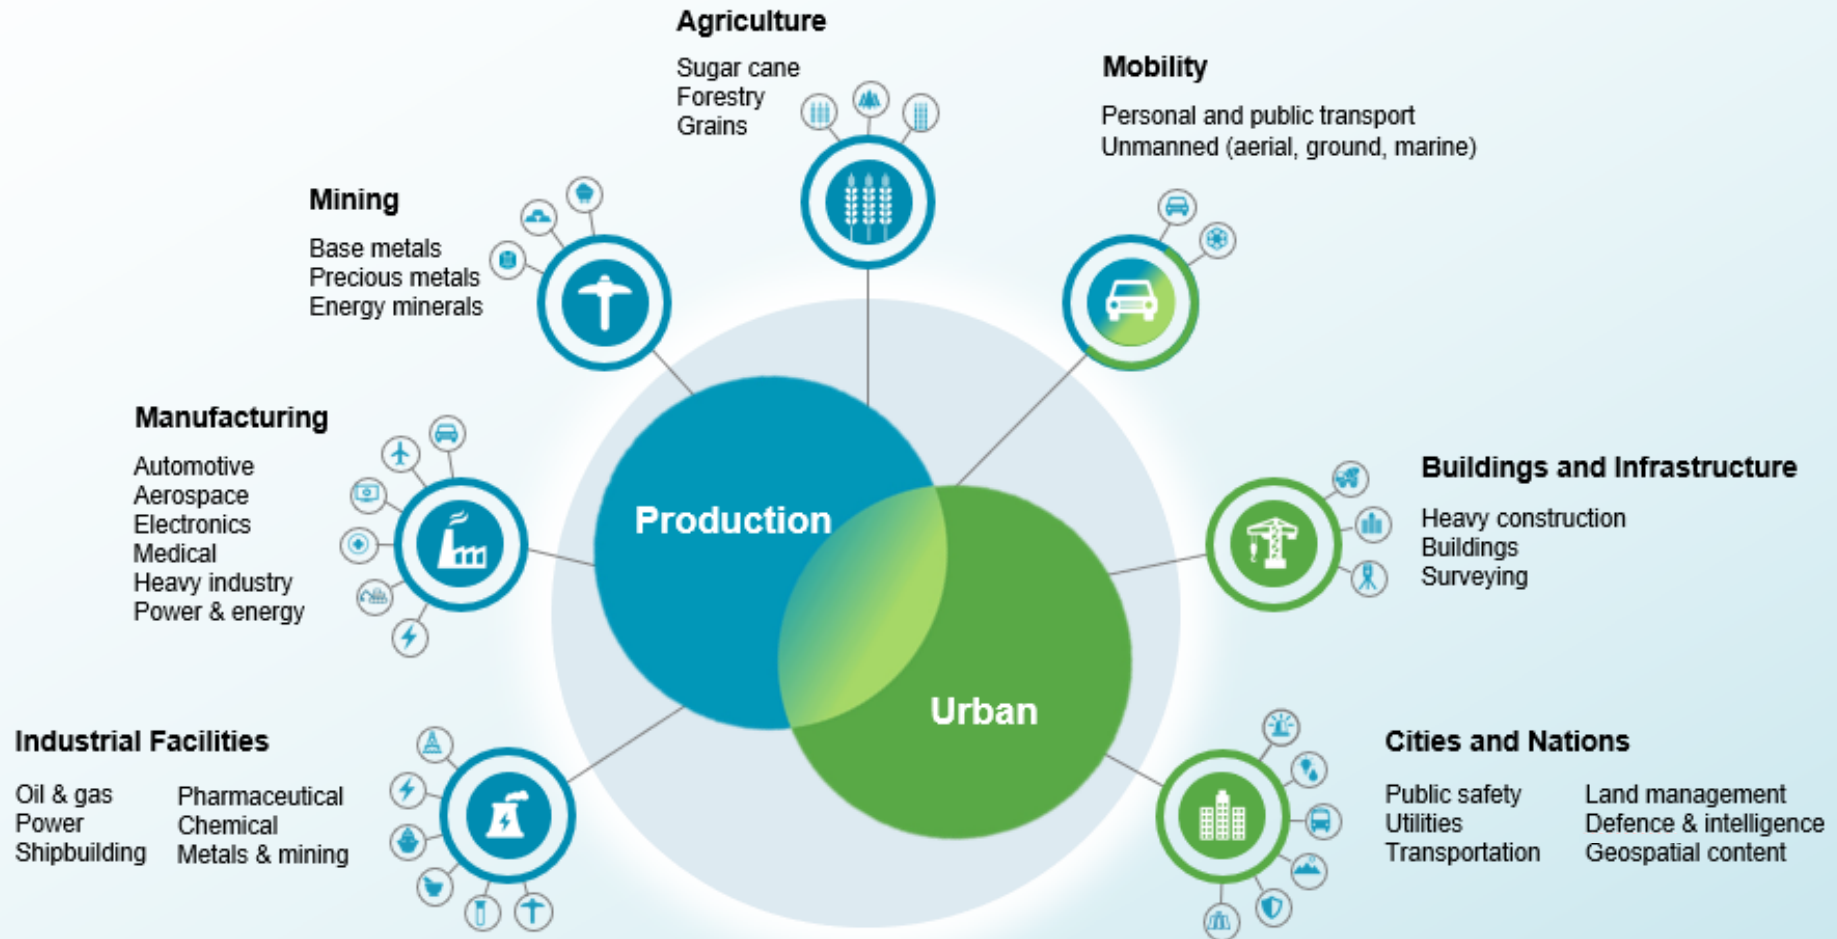 Agriculture
Sugar cane
Forestry
Grains
Mobility
Personal and public transport
Unmanned (aerial, ground, marine)
Mining
Base metals
Precious metals
Energy minerals
Manufacturing
Automotive
Aerospace
Electronics
Medical
Heavy industry
Power & energy
Production
Buildings and Infrastructure
Heavy construction
Buildings
Surveying
Urban
Industrial Facilities
Oil & gas
Power
Shipbuilding
Pharmaceutical
Chemical
Metals & mining
Cities and Nations
Public safety
Utilities
Transportation
Land management
Defence & intelligence
Geospatial content